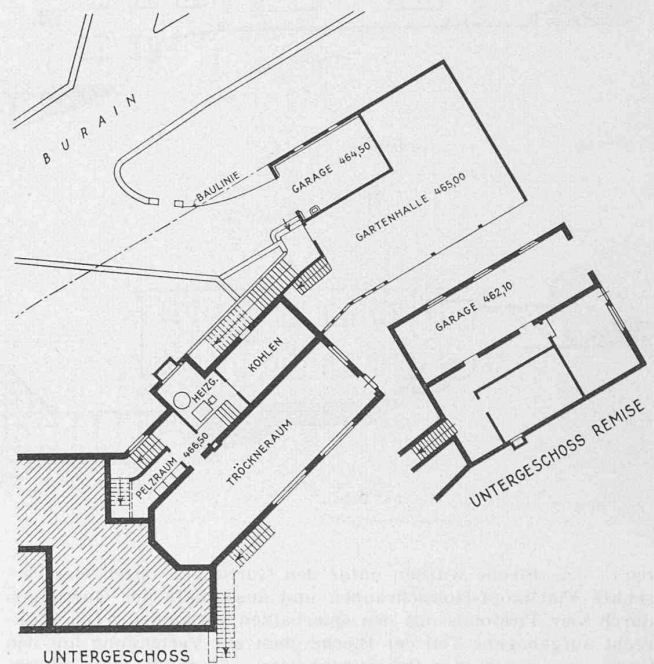 BURAIN
BAULINIE
GARAGE 464,50
GARTENHALLE 465,00
GARAGE 462,10
KOHLEN
HEIZG.
TRÖCKNERAUM
PELZRAUM 466,50
UNTERGESCHOSS REMISE
UNTERGESCHOSS